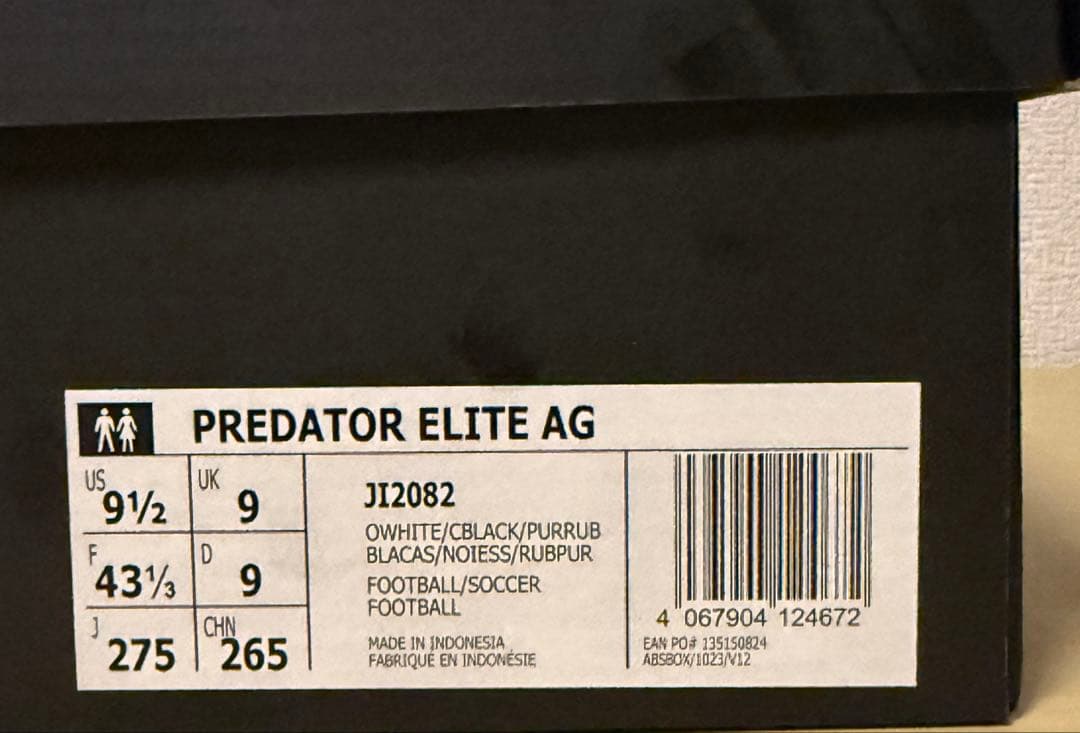 PREDATOR ELITE AG
US 9½ UK 9
F 43⅓ D 9
J 275 CHN 265
JI2082
OWHITE/CBLACK/PURRUB
BLACAS/NOIESS/RUBPUR
FOOTBALL/SOCCER
FOOTBALL
MADE IN INDONESIA
FABRIQUÉ EN INDONÉSIE
4 067904 124672
EAN PO# 135150824
ABSBOX/1023/V12